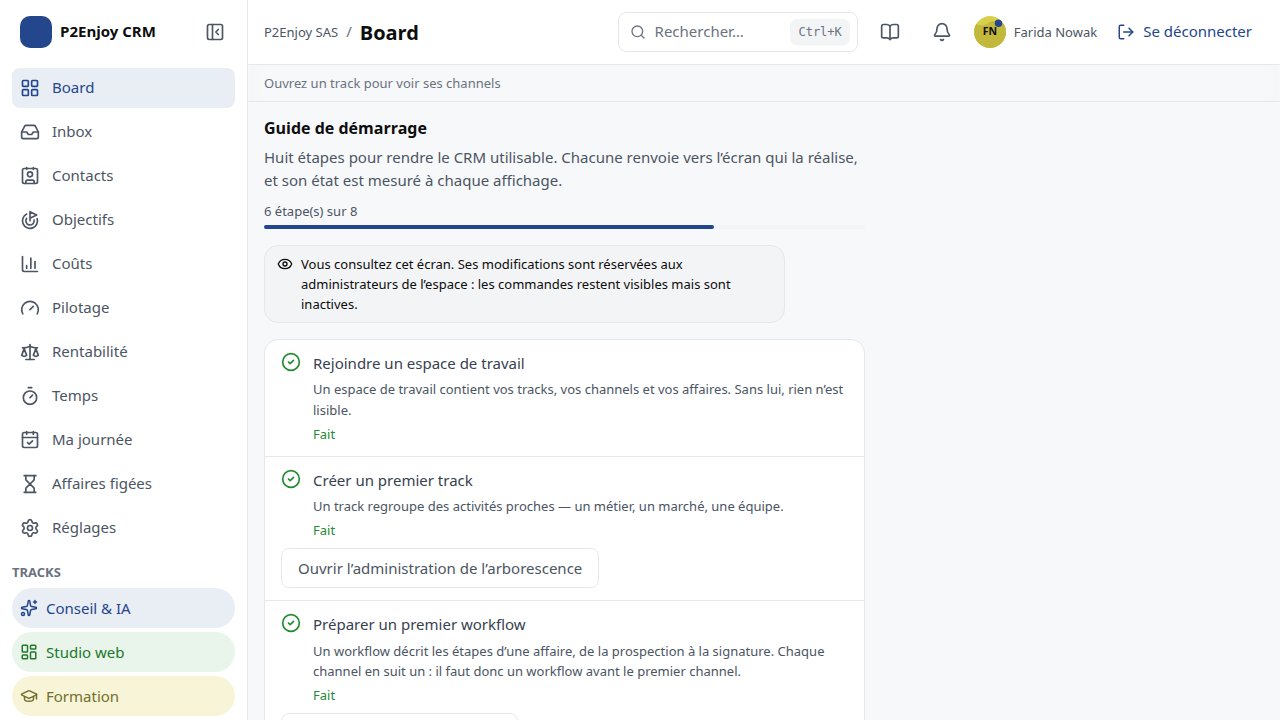 P2Enjoy CRM
P2Enjoy SAS / Board
Rechercher... Ctrl+K
FN Farida Nowak
Se déconnecter
Ouvrez un track pour voir ses channels
Board
Inbox
Contacts
Objectifs
Coûts
Pilotage
Rentabilité
Temps
Ma journée
Affaires figées
Réglages
TRACKS
Conseil & IA
Studio web
Formation
Guide de démarrage
Huit étapes pour rendre le CRM utilisable. Chacune renvoie vers l’écran qui la réalise,
et son état est mesuré à chaque affichage.
6 étape(s) sur 8
Vous consultez cet écran. Ses modifications sont réservées aux
administrateurs de l’espace : les commandes restent visibles mais sont
inactives.
Rejoindre un espace de travail
Un espace de travail contient vos tracks, vos channels et vos affaires. Sans lui, rien n’est
lisible.
Fait
Créer un premier track
Un track regroupe des activités proches — un métier, un marché, une équipe.
Fait
Ouvrir l’administration de l’arborescence
Préparer un premier workflow
Un workflow décrit les étapes d’une affaire, de la prospection à la signature. Chaque
channel en suit un : il faut donc un workflow avant le premier channel.
Fait